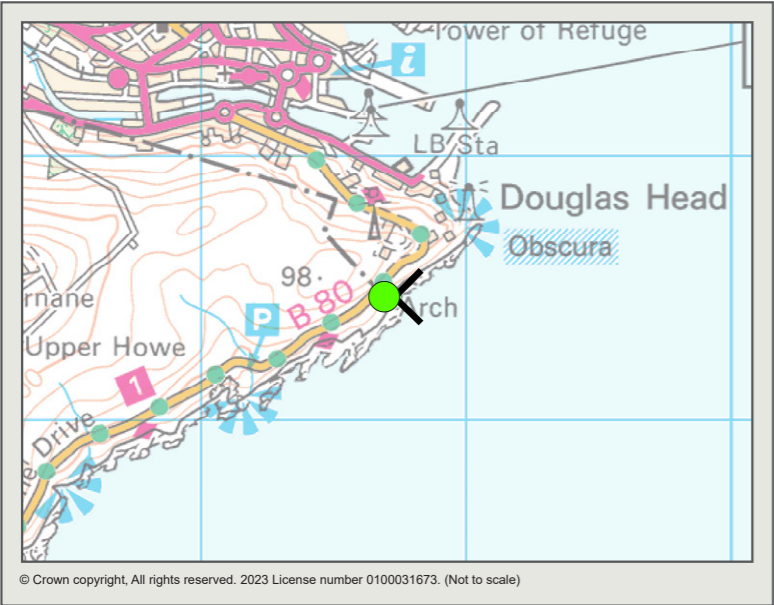 Tower of Refuge
i
LB Sta
Douglas Head
Obscura
98·
rnane
B 80
Arch
P
Upper Howe
1
Drive
© Crown copyright, All rights reserved. 2023 License number 0100031673. (Not to scale)